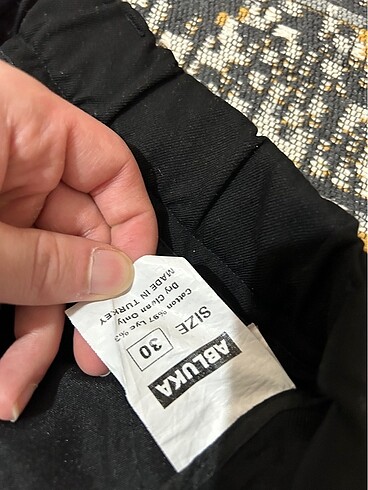 ABLUKA
SIZE 30
Cotton %97 Lyc %3
Dry Clean Only
MADE IN TURKEY